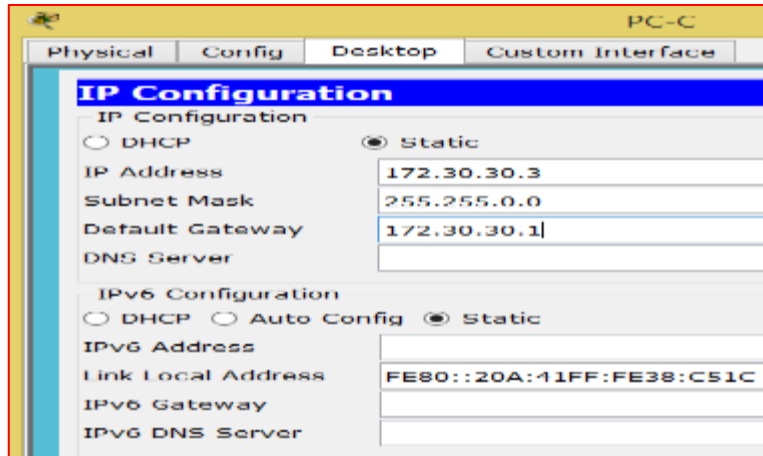 PC-C
Physical Config Desktop Custom Interface
IP Configuration
IP Configuration
DHCP Static
IP Address 172.30.30.3
Subnet Mask 255.255.0.0
Default Gateway 172.30.30.1
DNS Server
IPv6 Configuration
DHCP Auto Config Static
IPv6 Address
Link Local Address FE80::20A:41FF:FE38:C51C
IPv6 Gateway
IPv6 DNS Server